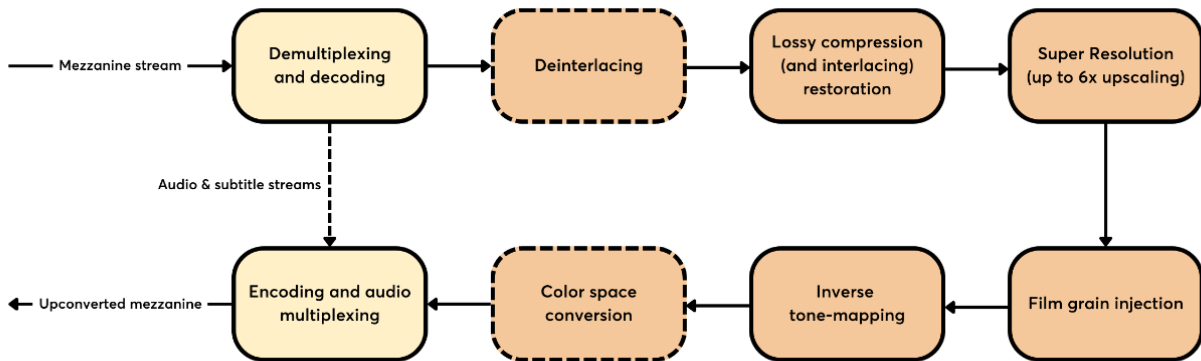 Mezzanine stream
Demultiplexing
and decoding
Deinterlacing
Lossy compression
(and interlacing)
restoration
Super Resolution
(up to 6x upscaling)
Audio & subtitle streams
Upconverted mezzanine
Encoding and audio
multiplexing
Color space
conversion
Inverse
tone-mapping
Film grain injection